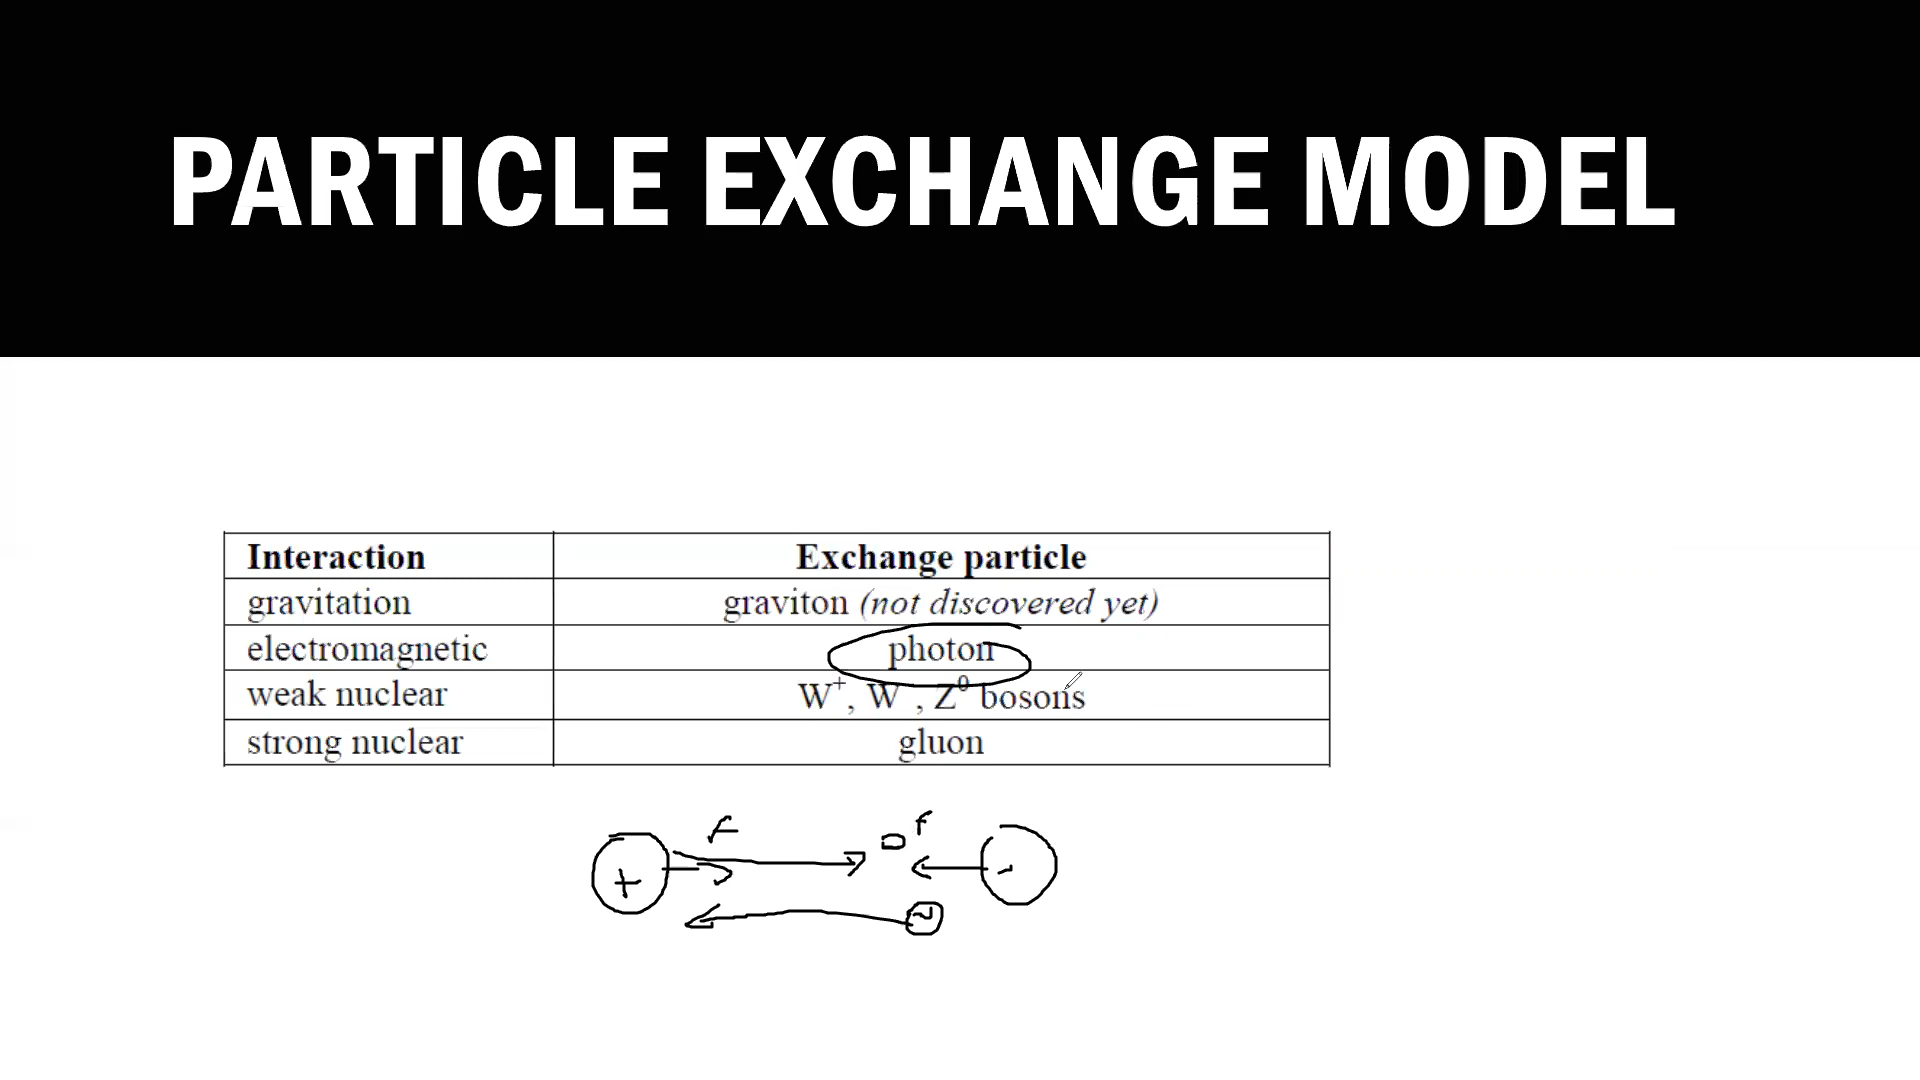 PARTICLE EXCHANGE MODEL
Interaction Exchange particle
gravitation graviton (not discovered yet)
electromagnetic photon
weak nuclear W⁺, W , Z⁰ bosons
strong nuclear gluon
F f
+ -